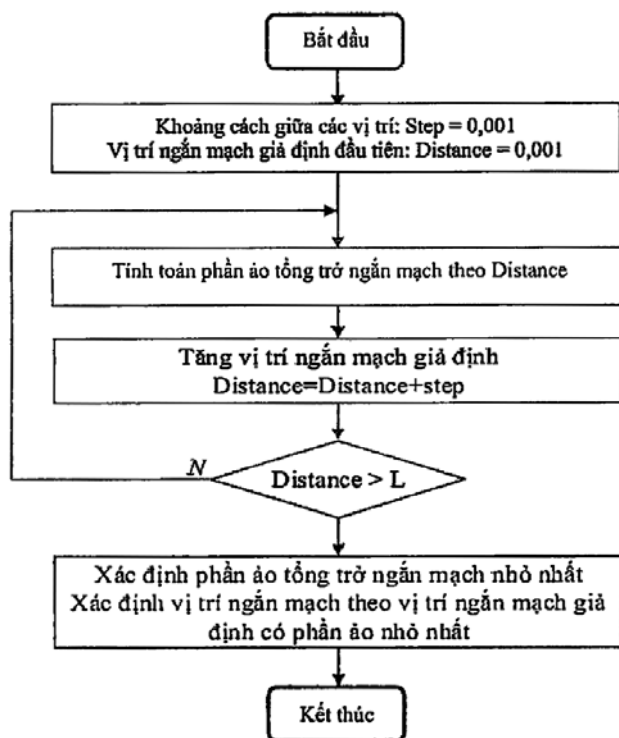 Bắt đầu
Khoảng cách giữa các vị trí: Step = 0,001
Vị trí ngắn mạch giả định đầu tiên: Distance = 0,001
Tính toán phần ảo tổng trở ngắn mạch theo Distance
Tăng vị trí ngắn mạch giả định
Distance=Distance+step
N
Distance > L
Xác định phần ảo tổng trở ngắn mạch nhỏ nhất
Xác định vị trí ngắn mạch theo vị trí ngắn mạch giả
định có phần ảo nhỏ nhất
Kết thúc